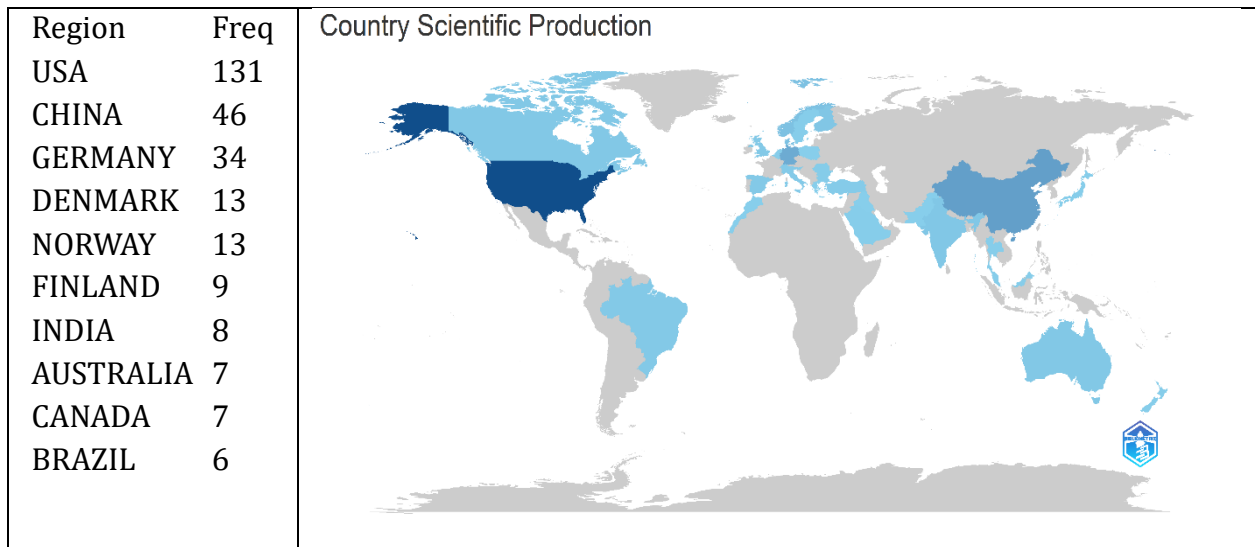 Region Freq
USA 131
CHINA 46
GERMANY 34
DENMARK 13
NORWAY 13
FINLAND 9
INDIA 8
AUSTRALIA 7
CANADA 7
BRAZIL 6
Country Scientific Production